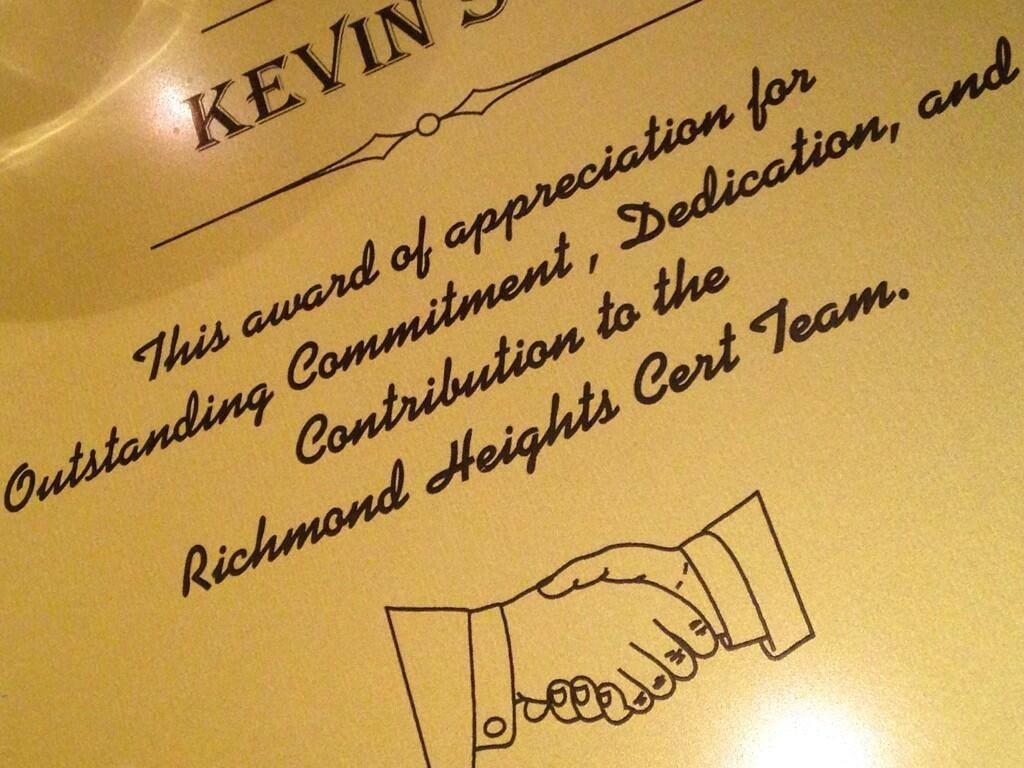 KEVIN
This award of appreciation for
Outstanding Commitment, Dedication, and
Contribution to the
Richmond Heights Cert Team.